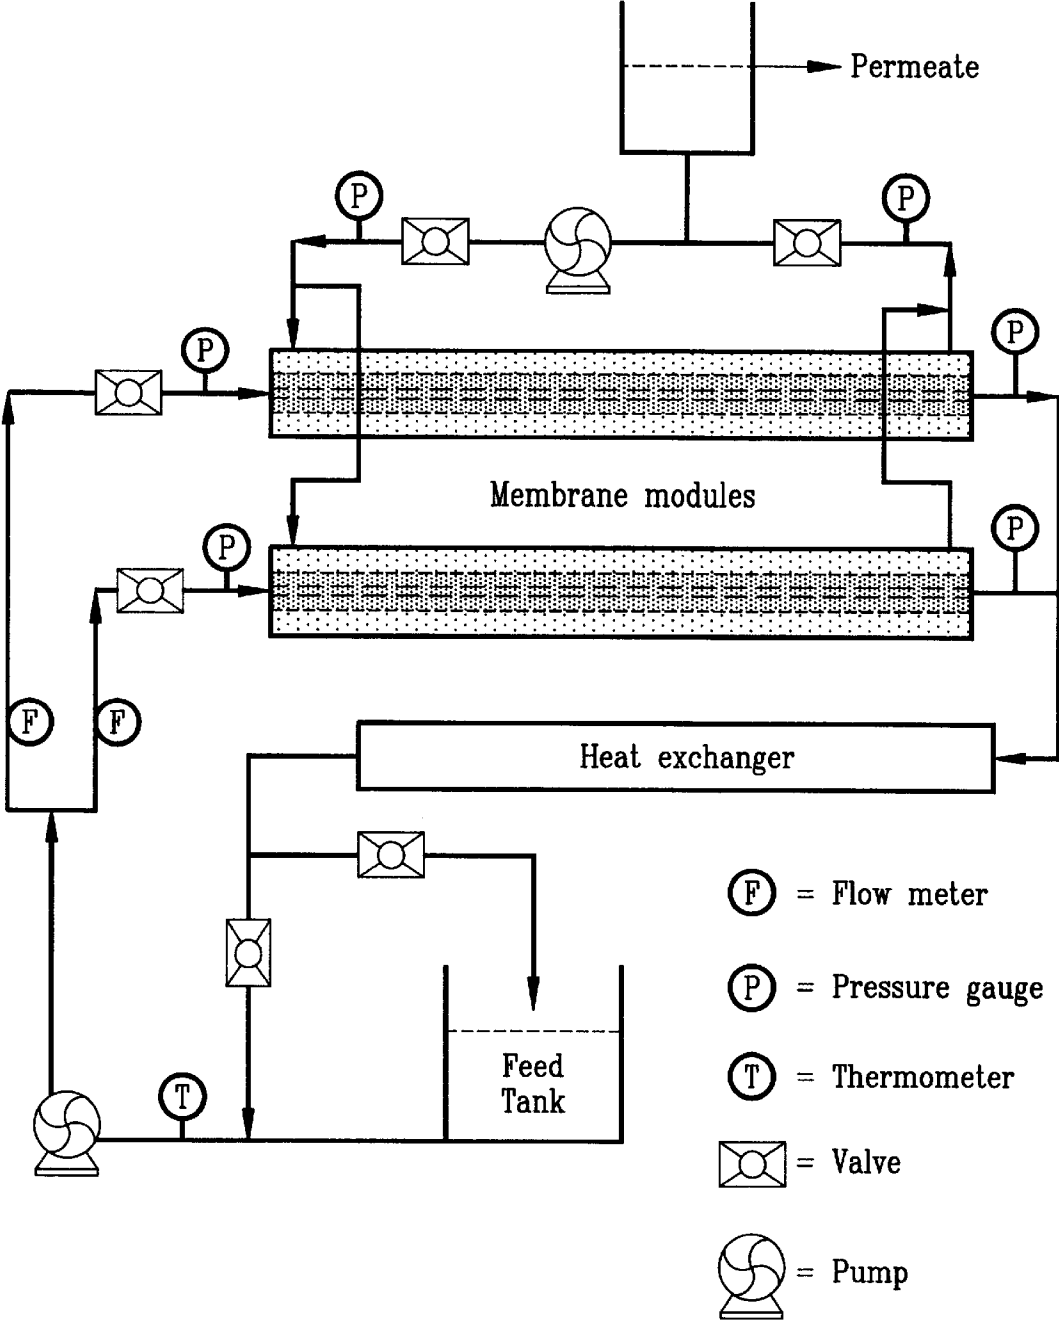 Permeate
P
P
P
P
Membrane modules
P
P
F
F
Heat exchanger
F = Flow meter
P = Pressure gauge
Feed
Tank
T = Thermometer
T
= Valve
= Pump